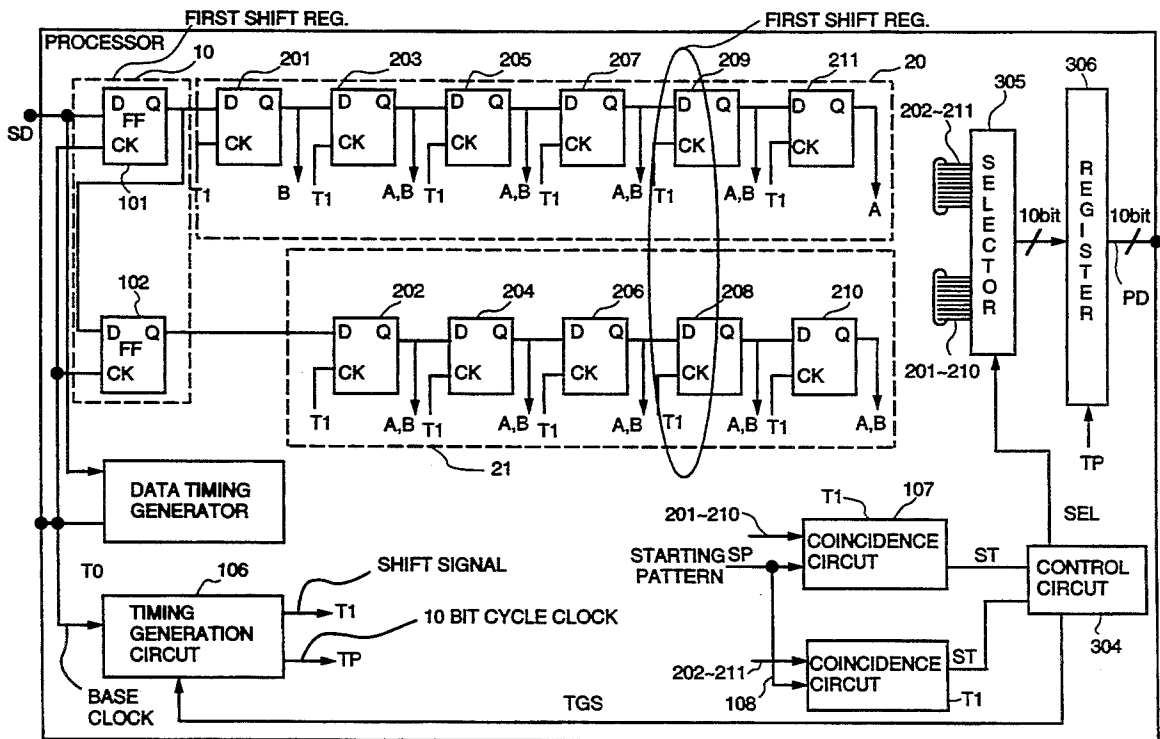 FIRST SHIFT REG.
FIRST SHIFT REG.
PROCESSOR
10
201
203
205
207
209
211
20
306
305
202~211
SD
D Q
FF
CK
101
D Q
CK
D Q
CK
D Q
CK
D Q
CK
D Q
CK
D Q
CK
T1
B
T1
A,B
T1
A,B
T1
A,B
T1
A,B
T1
A
SELECTOR
REGISTER
10bit
10bit
PD
102
202
204
206
208
210
D Q
FF
CK
D Q
CK
D Q
CK
D Q
CK
D Q
CK
D Q
CK
T1
A,B
T1
A,B
T1
A,B
T1
A,B
T1
A,B
201~210
TP
21
DATA TIMING
GENERATOR
T1
107
SEL
201~210
COINCIDENCE
CIRCUT
ST
STARTING
PATTERN
SP
CONTROL
CIRCUT
304
T0
106
SHIFT SIGNAL
TIMING
GENERATION
CIRCUT
T1
10 BIT CYCLE CLOCK
TP
202~211
108
COINCIDENCE
CIRCUT
ST
T1
BASE
CLOCK
TGS